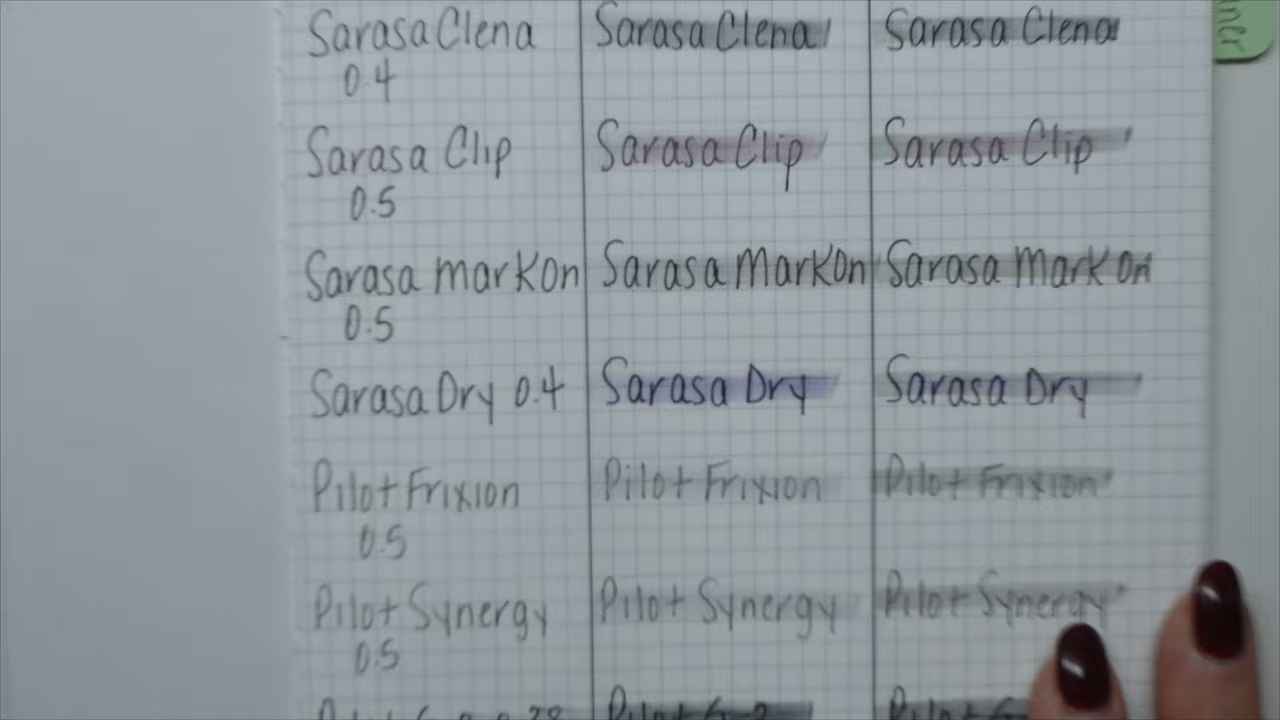 Sarasa Clena Sarasa Clena Sarasa Clena
0.4
Sarasa Clip Sarasa Clip Sarasa Clip
0.5
Sarasa markOn Sarasa MarkOn Sarasa Mark On
0.5
Sarasa Dry 0.4 Sarasa Dry Sarasa Dry
Pilot Frixion Pilot Frixion Pilot Frixion
0.5
Pilot Synergy Pilot Synergy Pilot Synergy
0.5